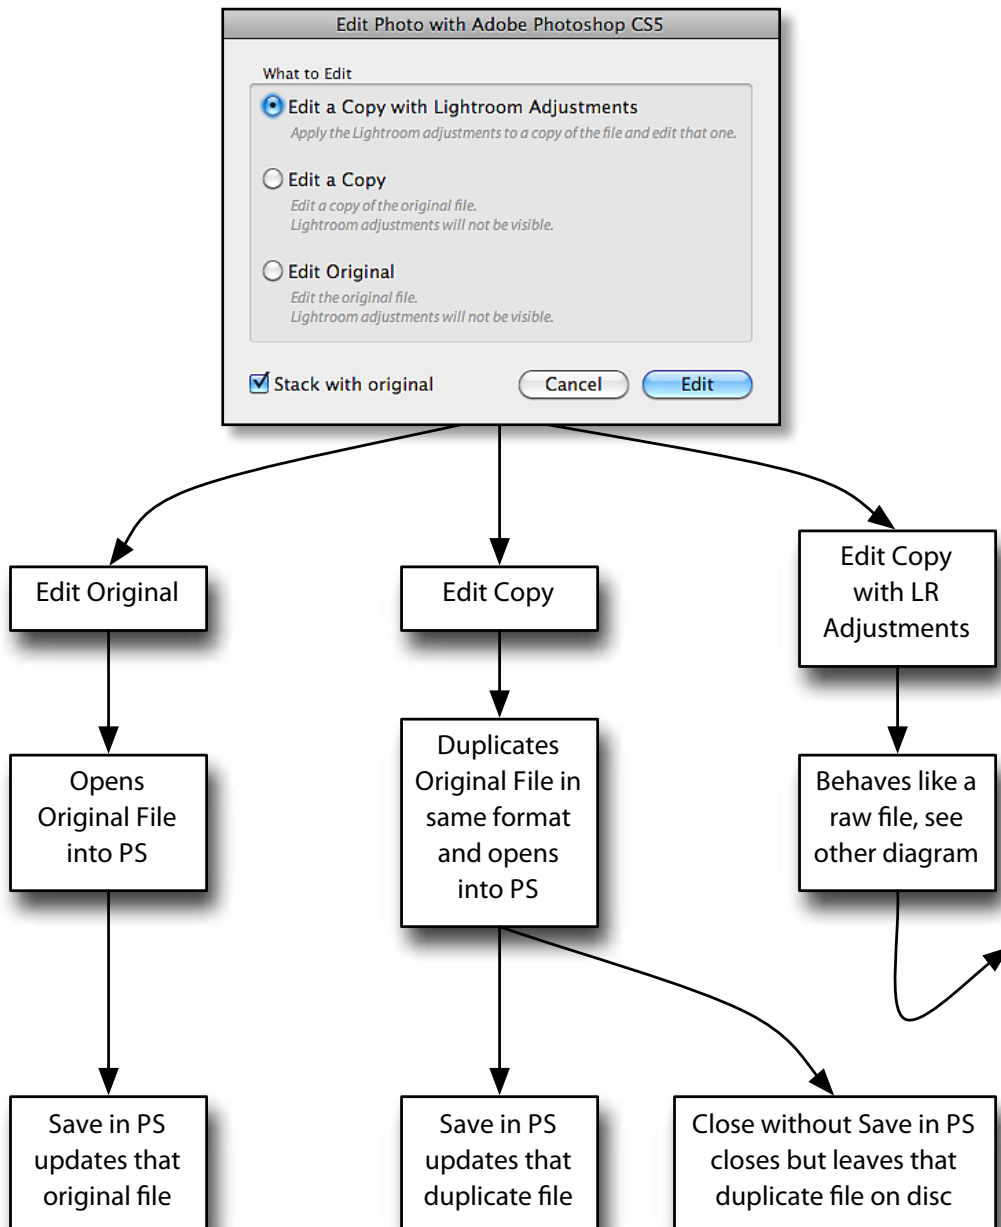 Edit Photo with Adobe Photoshop CS5
What to Edit
Edit a Copy with Lightroom Adjustments
Apply the Lightroom adjustments to a copy of the file and edit that one.
Edit a Copy
Edit a copy of the original file.
Lightroom adjustments will not be visible.
Edit Original
Edit the original file.
Lightroom adjustments will not be visible.
Stack with original
Cancel
Edit
Edit Original
Edit Copy
Edit Copy
with LR
Adjustments
Opens
Original File
into PS
Duplicates
Original File in
same format
and opens
into PS
Behaves like a
raw file, see
other diagram
Save in PS
updates that
original file
Save in PS
updates that
duplicate file
Close without Save in PS
closes but leaves that
duplicate file on disc